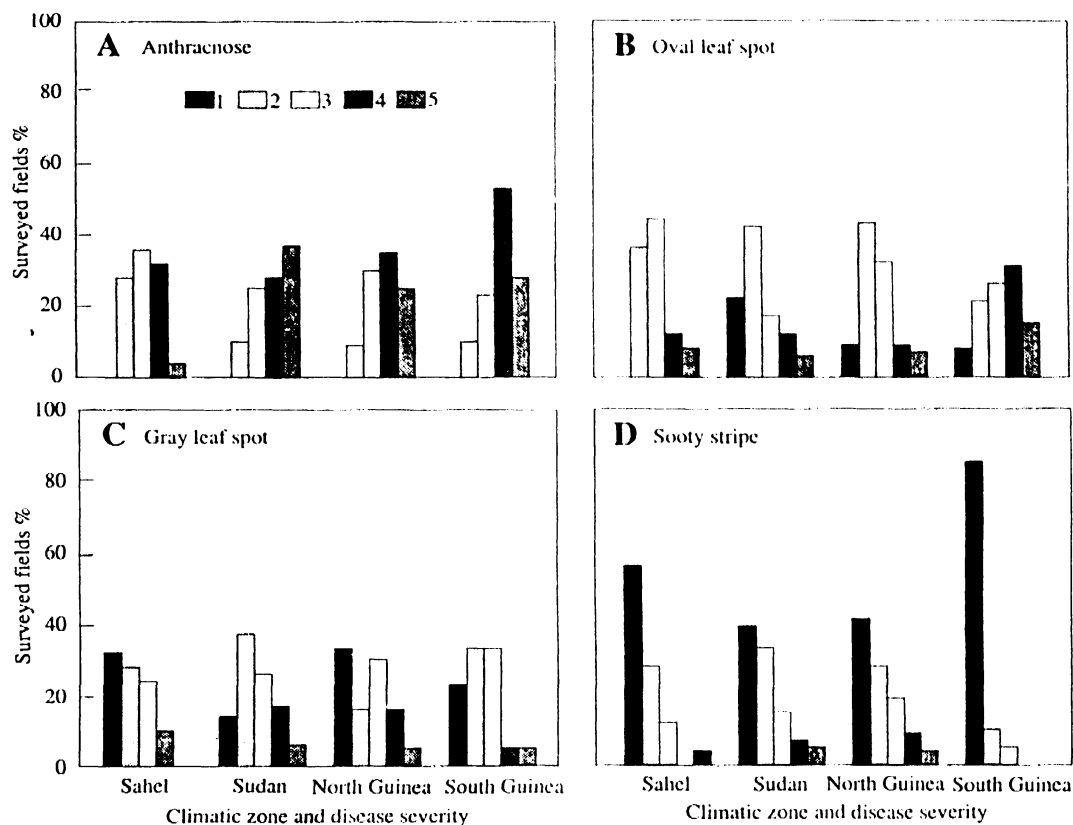 A Anthracnose
1 2 3 4 5
Surveyed fields %
100
80
60
40
20
0
B Oval leaf spot
C Gray leaf spot
Surveyed fields %
100
80
60
40
20
0
Sahel Sudan North Guinea South Guinea
Climatic zone and disease severity
D Sooty stripe
Sahel Sudan North Guinea South Guinea
Climatic zone and disease severity